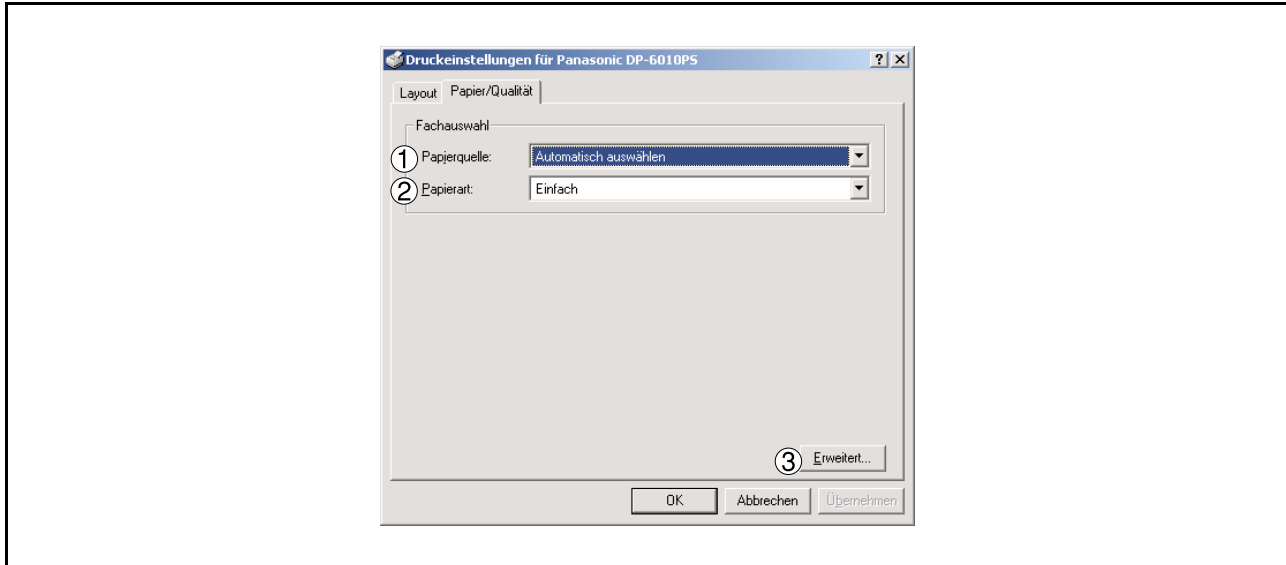 Druckeinstellungen für Panasonic DP-6010PS
? X
Layout Papier/Qualität
Fachauswahl
① Papierquelle: Automatisch auswählen
② Papierart: Einfach
③ Erweitert...
OK Abbrechen Übernehmen